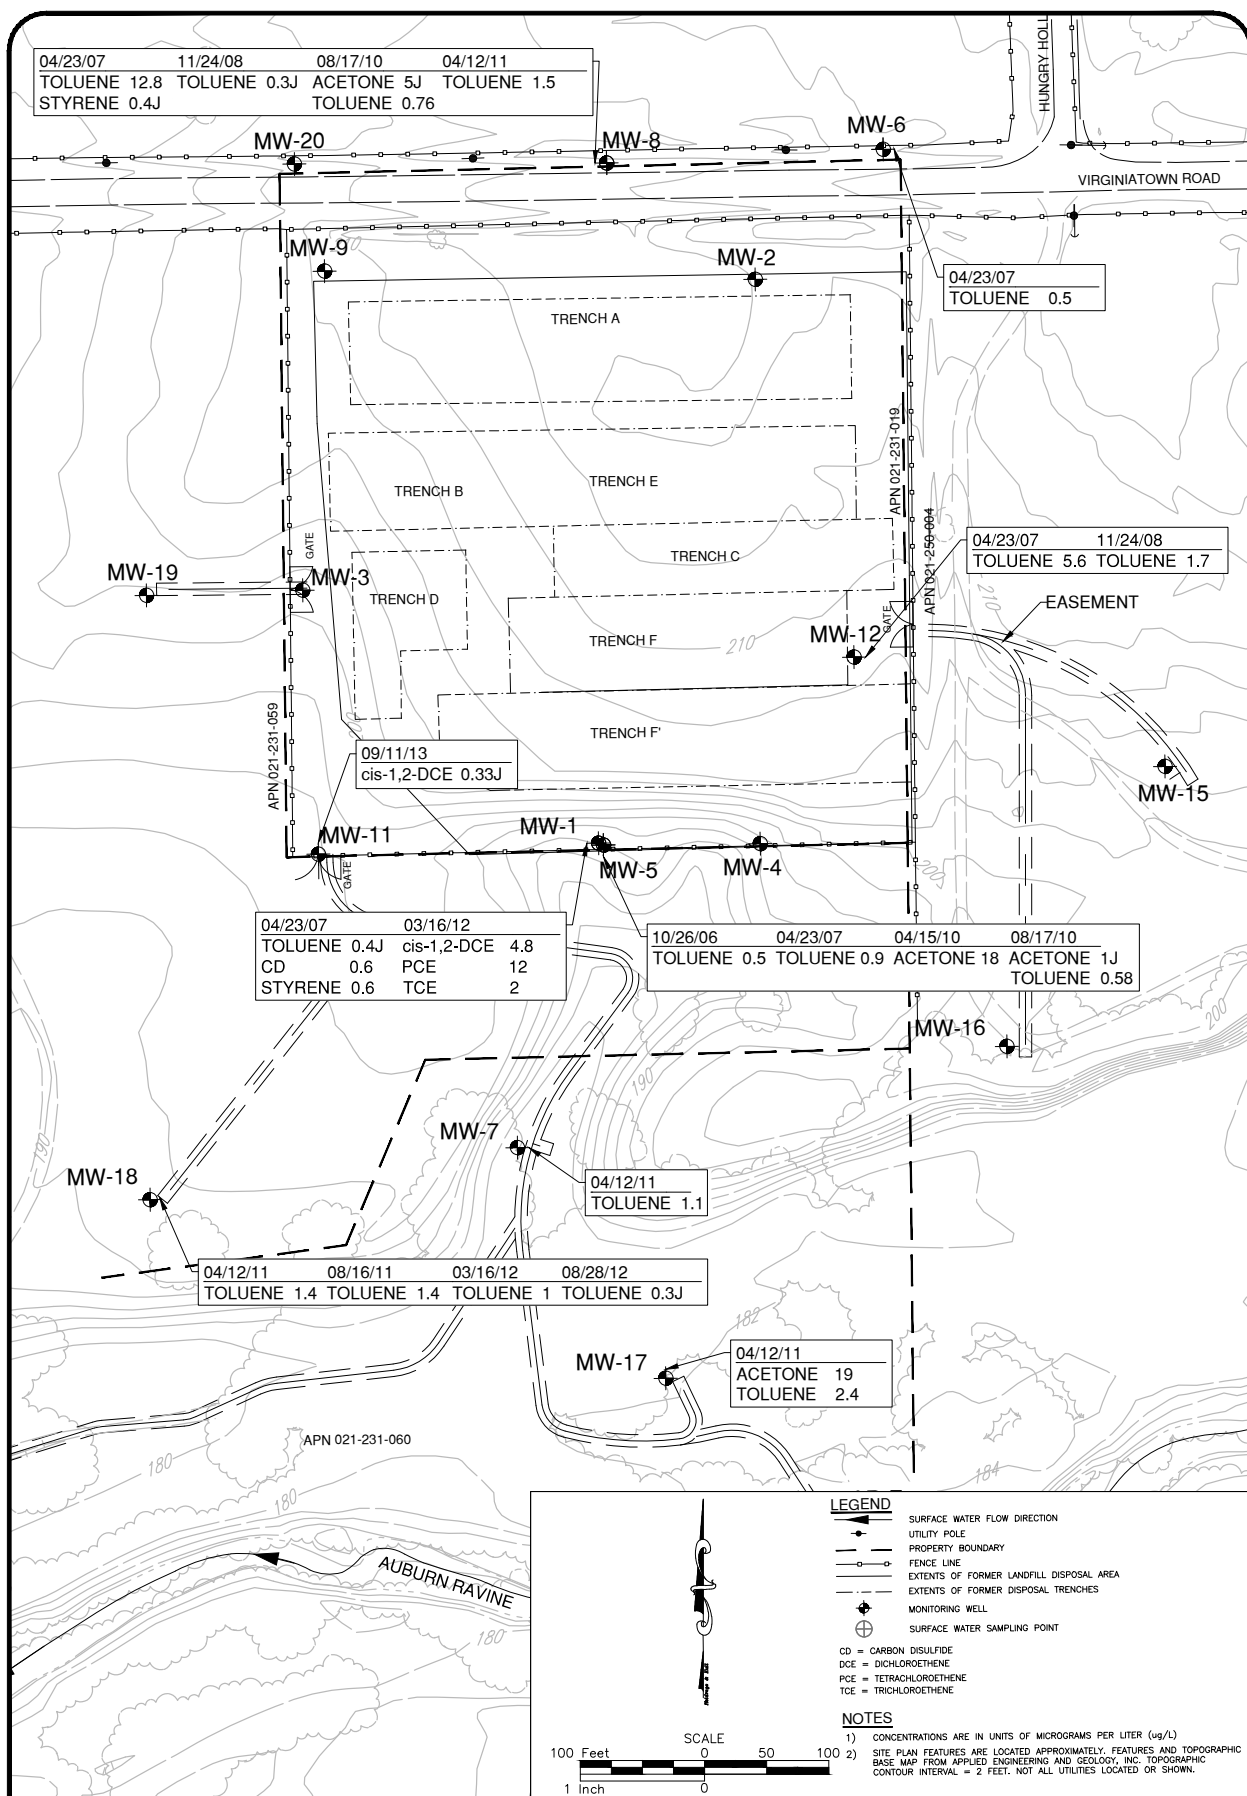 04/23/07 11/24/08 08/17/10 04/12/11
TOLUENE 12.8 TOLUENE 0.3J ACETONE 5J TOLUENE 1.5
STYRENE 0.4J TOLUENE 0.76
HUNGRY HOLL
MW-20
MW-8
MW-6
VIRGINIATOWN ROAD
MW-9
MW-2
04/23/07
TOLUENE 0.5
TRENCH A
APN 021-231-019
TRENCH B
TRENCH E
APN 021-250-004
TRENCH C
04/23/07 11/24/08
TOLUENE 5.6 TOLUENE 1.7
GATE
MW-19
MW-3
TRENCH D
210
EASEMENT
GATE
MW-12
TRENCH F
210
APN 021-231-059
TRENCH F'
09/11/13
cis-1,2-DCE 0.33J
MW-15
MW-11
MW-1
MW-5
MW-4
GATE
200
04/23/07 03/16/12
TOLUENE 0.4J cis-1,2-DCE 4.8
CD 0.6 PCE 12
STYRENE 0.6 TCE 2
10/26/06 04/23/07 04/15/10 08/17/10
TOLUENE 0.5 TOLUENE 0.9 ACETONE 18 ACETONE 1J
TOLUENE 0.58
MW-16
200
190
190
MW-7
MW-18
04/12/11
TOLUENE 1.1
04/12/11 08/16/11 03/16/12 08/28/12
TOLUENE 1.4 TOLUENE 1.4 TOLUENE 1 TOLUENE 0.3J
182
MW-17
04/12/11
ACETONE 19
TOLUENE 2.4
APN 021-231-060
180
184
180
AUBURN RAVINE
180
LEGEND
SURFACE WATER FLOW DIRECTION
UTILITY POLE
PROPERTY BOUNDARY
FENCE LINE
EXTENTS OF FORMER LANDFILL DISPOSAL AREA
EXTENTS OF FORMER DISPOSAL TRENCHES
MONITORING WELL
SURFACE WATER SAMPLING POINT
CD = CARBON DISULFIDE
DCE = DICHLOROETHENE
PCE = TETRACHLOROETHENE
TCE = TRICHLOROETHENE
NOTES
1) CONCENTRATIONS ARE IN UNITS OF MICROGRAMS PER LITER (ug/L)
2) SITE PLAN FEATURES ARE LOCATED APPROXIMATELY. FEATURES AND TOPOGRAPHIC
BASE MAP FROM APPLIED ENGINEERING AND GEOLOGY, INC. TOPOGRAPHIC
CONTOUR INTERVAL = 2 FEET. NOT ALL UTILITIES LOCATED OR SHOWN.
SCALE
100 Feet 0 50 100
1 Inch 0